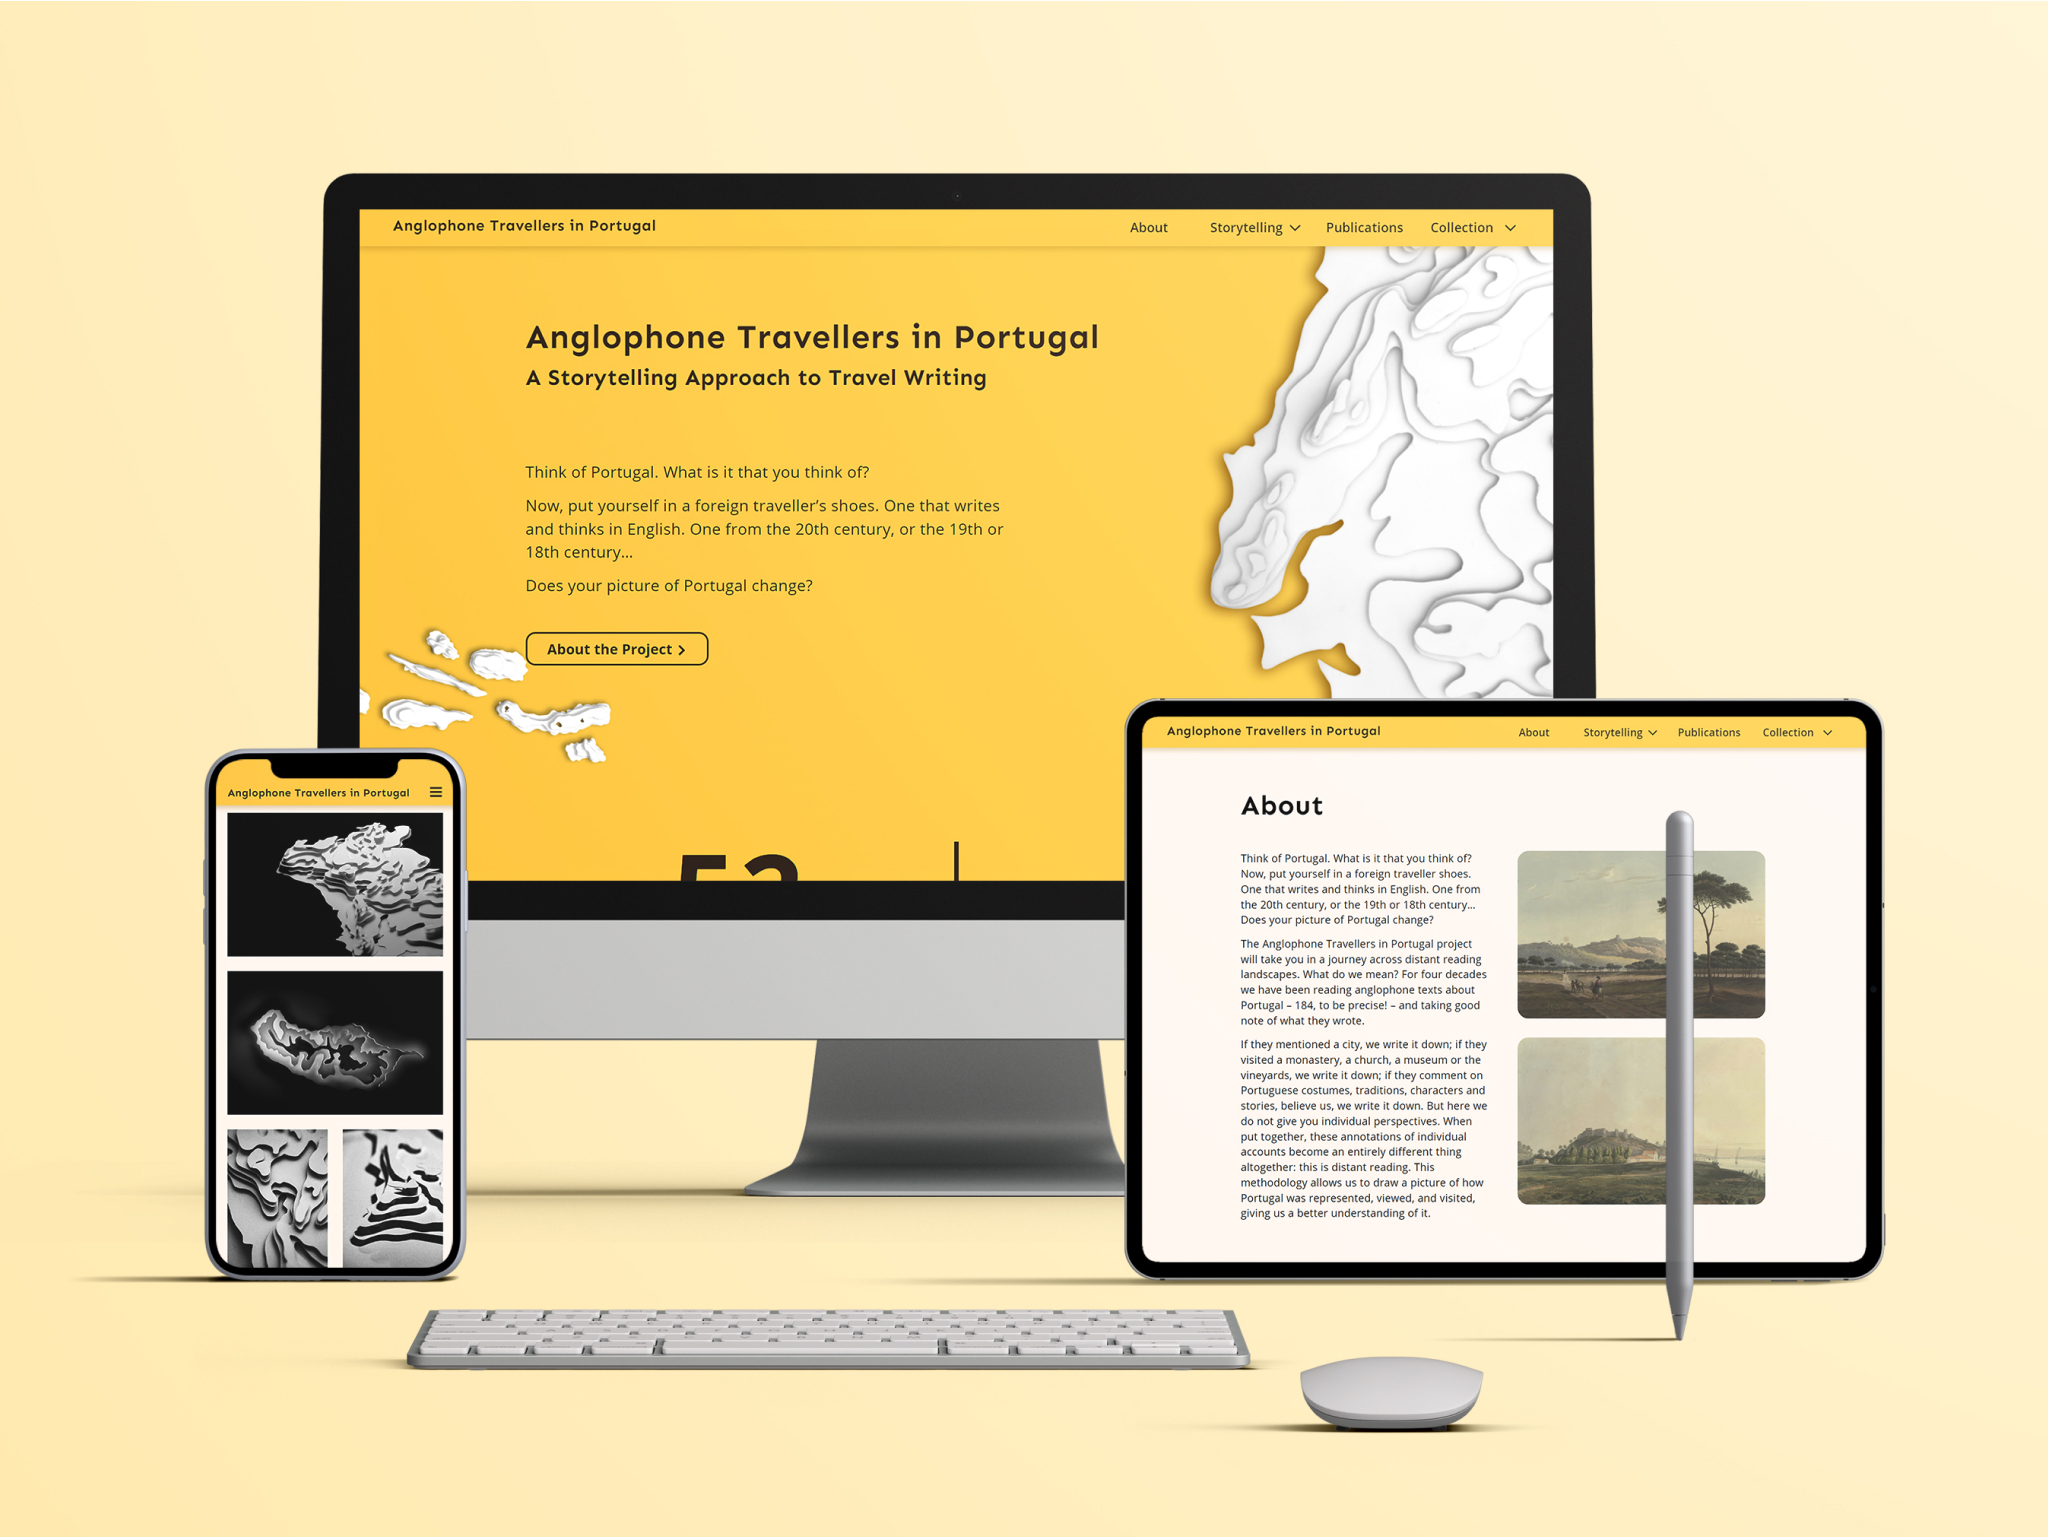 Anglophone Travellers in Portugal
About Storytelling Publications Collection
Anglophone Travellers in Portugal
A Storytelling Approach to Travel Writing
Think of Portugal. What is it that you think of?
Now, put yourself in a foreign traveller’s shoes. One that writes
and thinks in English. One from the 20th century, or the 19th or
18th century...
Does your picture of Portugal change?
About the Project
Anglophone Travellers in Portugal
Anglophone Travellers in Portugal
About Storytelling Publications Collection
About
Think of Portugal. What is it that you think of?
Now, put yourself in a foreign traveller shoes.
One that writes and thinks in English. One from
the 20th century, or the 19th or 18th century...
Does your picture of Portugal change?
The Anglophone Travellers in Portugal project
will take you in a journey across distant reading
landscapes. What do we mean? For four decades
we have been reading anglophone texts about
Portugal – 184, to be precise! – and taking good
note of what they wrote.
If they mentioned a city, we write it down; if they
visited a monastery, a church, a museum or the
vineyards, we write it down; if they comment on
Portuguese costumes, traditions, characters and
stories, believe us, we write it down. But here we
do not give you individual perspectives. When
put together, these annotations of individual
accounts become an entirely different thing
altogether: this is distant reading. This
methodology allows us to draw a picture of how
Portugal was represented, viewed, and visited,
giving us a better understanding of it.